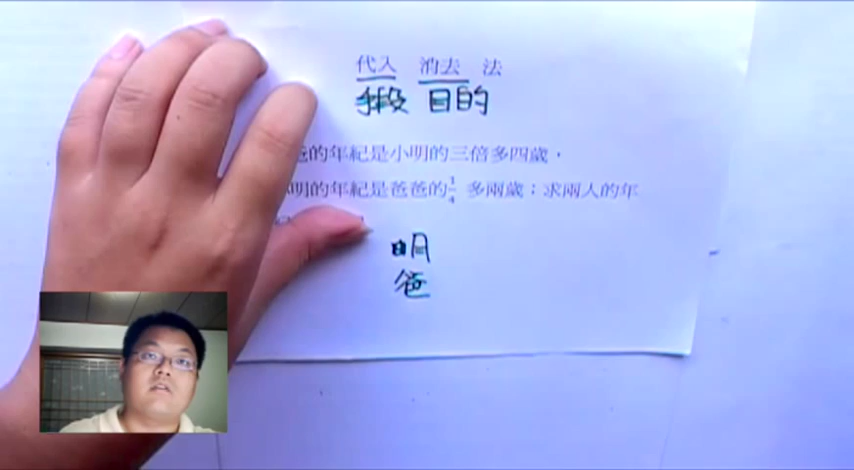 代入 消去 法
手段 目的
的年紀是小明的三倍多四歲，
明的年紀是爸爸的1/4 多兩歲；求兩人的年
明
爸